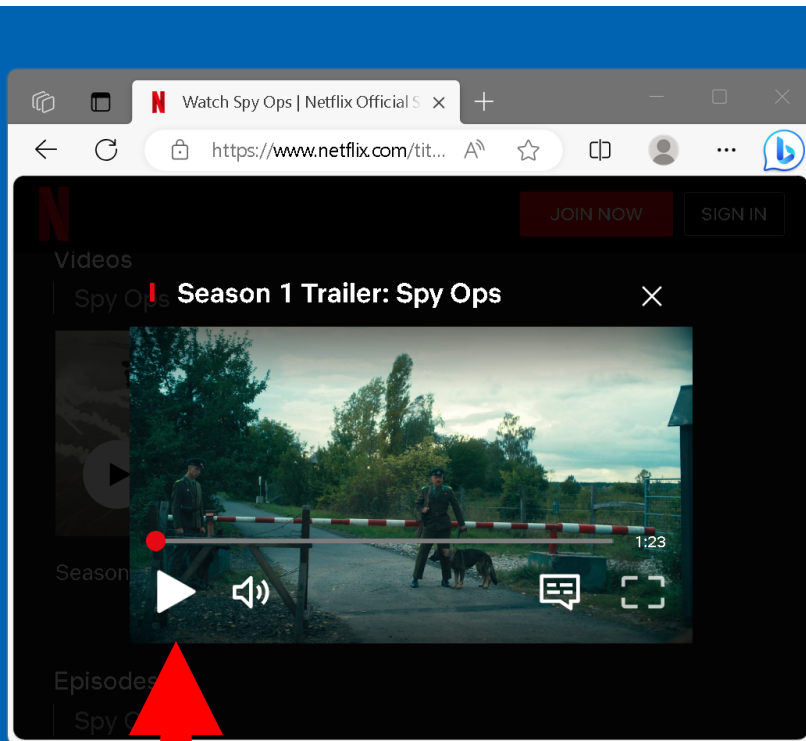 Watch Spy Ops | Netflix Official S
https://www.netflix.com/tit...
JOIN NOW
SIGN IN
Videos
Spy Ops
Season 1 Trailer: Spy Ops
1:23
Season
Episodes
Spy O